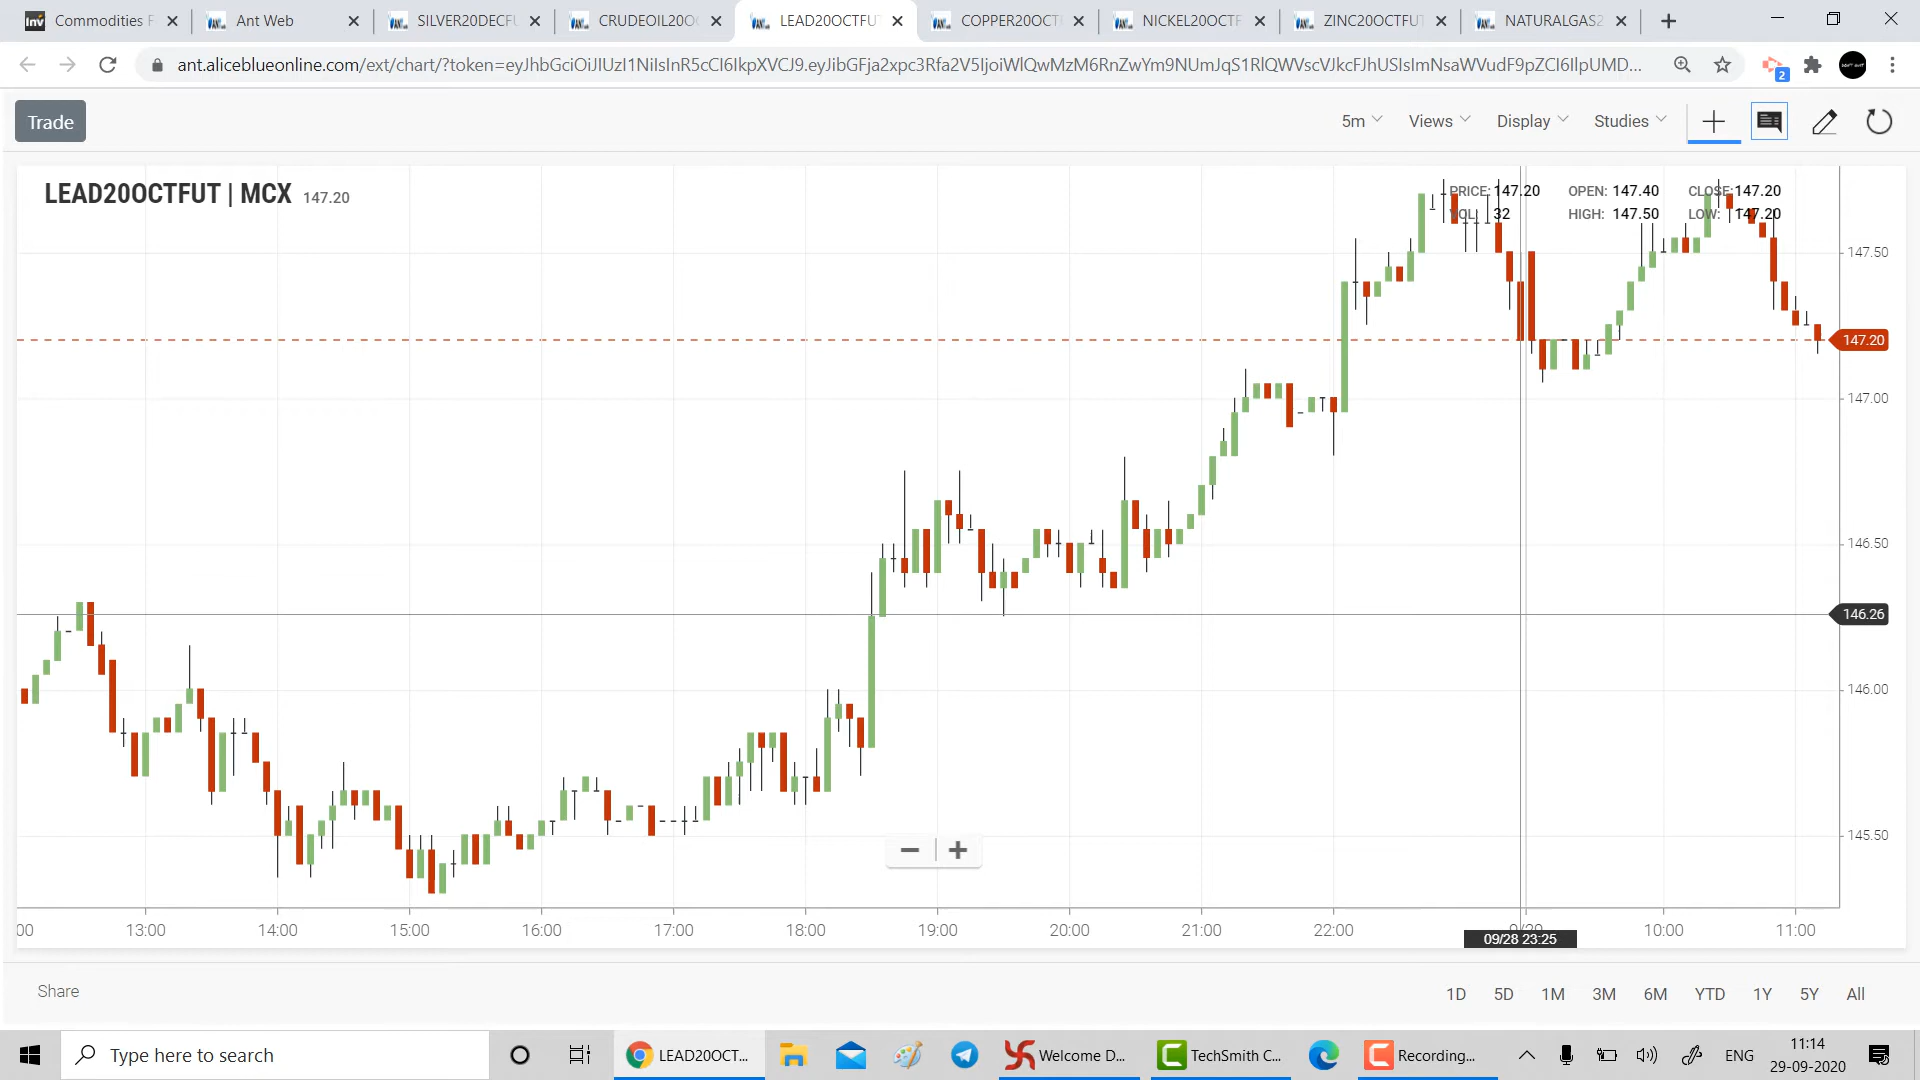 Commodities F
Ant Web
SILVER20DECFU
CRUDEOIL20O
LEAD20OCTFUT
COPPER20OCT
NICKEL20OCTF
ZINC20OCTFUT
NATURALGAS2
ant.aliceblueonline.com/ext/chart/?token=
2
Trade
5m
Views
Display
Studies
LEAD20OCTFUT | MCX 147.20
PRICE: 147.20 OPEN: 147.40 CLOSE: 147.20
VOL: 32 HIGH: 147.50 LOW: 147.20
147.50
147.20
147.00
146.50
146.26
146.00
145.50
00 13:00 14:00 15:00 16:00 17:00 18:00 19:00 20:00 21:00 22:00 10:00 11:00
09/28 23:25
Share
1D 5D 1M 3M 6M YTD 1Y 5Y All
Type here to search
LEAD20OCT...
Welcome D...
TechSmith C...
Recording...
ENG
11:14
29-09-2020